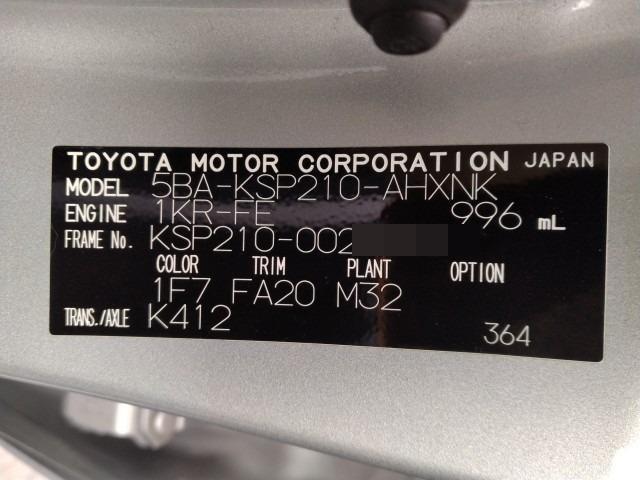 TOYOTA MOTOR CORPORATION JAPAN
MODEL 5BA-KSP210-AHXNK
ENGINE 1KR-FE 996 mL
FRAME No. KSP210-002
COLOR TRIM PLANT OPTION
1F7 FA20 M32
TRANS./AXLE K412 364